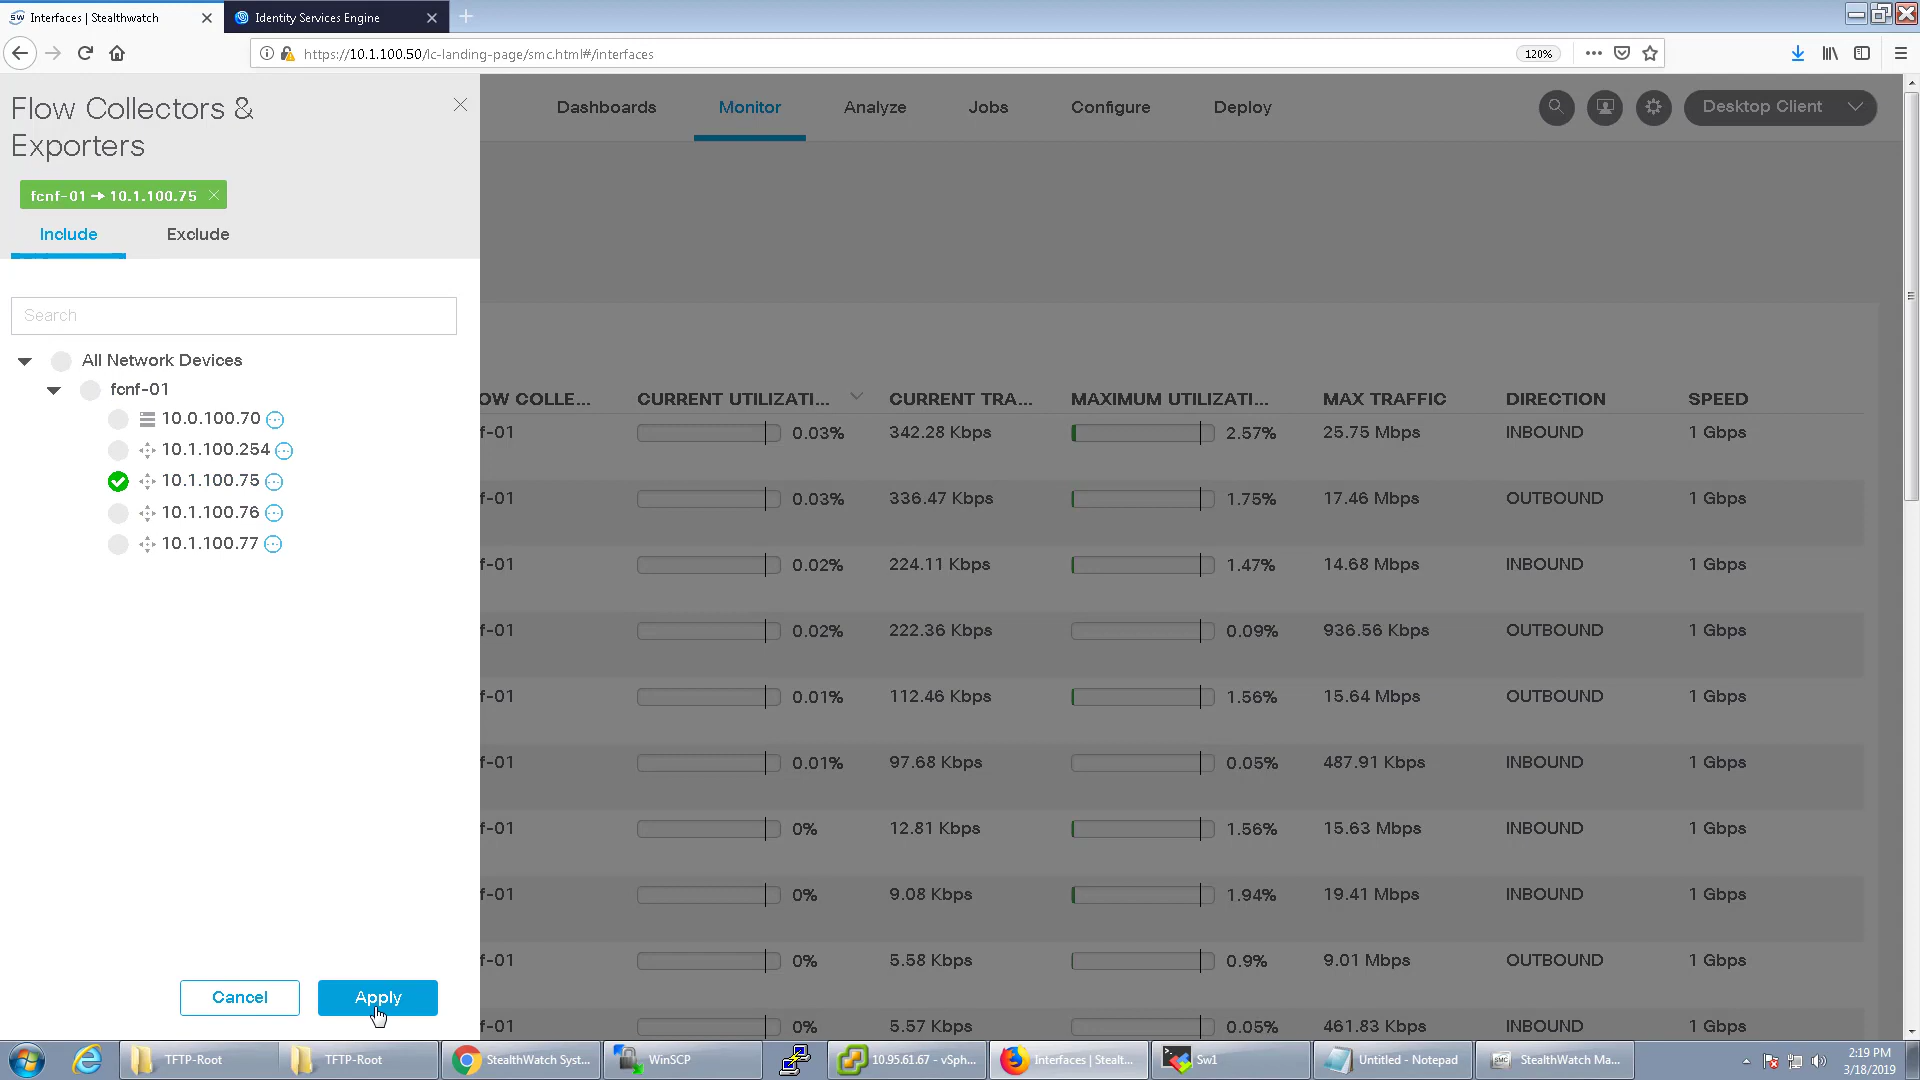 Interfaces | Stealthwatch
Identity Services Engine
https://10.1.100.50/lc-landing-page/smc.html#/interfaces
120%
Flow Collectors &
Exporters
fcnf-01 → 10.1.100.75
Include
Exclude
Search
All Network Devices
fcnf-01
10.0.100.70
10.1.100.254
10.1.100.75
10.1.100.76
10.1.100.77
Cancel
Apply
Dashboards
Monitor
Analyze
Jobs
Configure
Deploy
Desktop Client
OW COLLE... CURRENT UTILIZATI... CURRENT TRA... MAXIMUM UTILIZATI... MAX TRAFFIC DIRECTION SPEED
f-01 0.03% 342.28 Kbps 2.57% 25.75 Mbps INBOUND 1 Gbps
f-01 0.03% 336.47 Kbps 1.75% 17.46 Mbps OUTBOUND 1 Gbps
f-01 0.02% 224.11 Kbps 1.47% 14.68 Mbps INBOUND 1 Gbps
f-01 0.02% 222.36 Kbps 0.09% 936.56 Kbps OUTBOUND 1 Gbps
f-01 0.01% 112.46 Kbps 1.56% 15.64 Mbps OUTBOUND 1 Gbps
f-01 0.01% 97.68 Kbps 0.05% 487.91 Kbps INBOUND 1 Gbps
f-01 0% 12.81 Kbps 1.56% 15.63 Mbps INBOUND 1 Gbps
f-01 0% 9.08 Kbps 1.94% 19.41 Mbps INBOUND 1 Gbps
f-01 0% 5.58 Kbps 0.9% 9.01 Mbps OUTBOUND 1 Gbps
f-01 0% 5.57 Kbps 0.05% 461.83 Kbps INBOUND 1 Gbps
TFTP-Root
TFTP-Root
StealthWatch Syst...
WinSCP
10.95.61.67 - vSph...
Interfaces | Stealt...
Sw1
Untitled - Notepad
SMC
StealthWatch Ma...
2:19 PM
3/18/2019